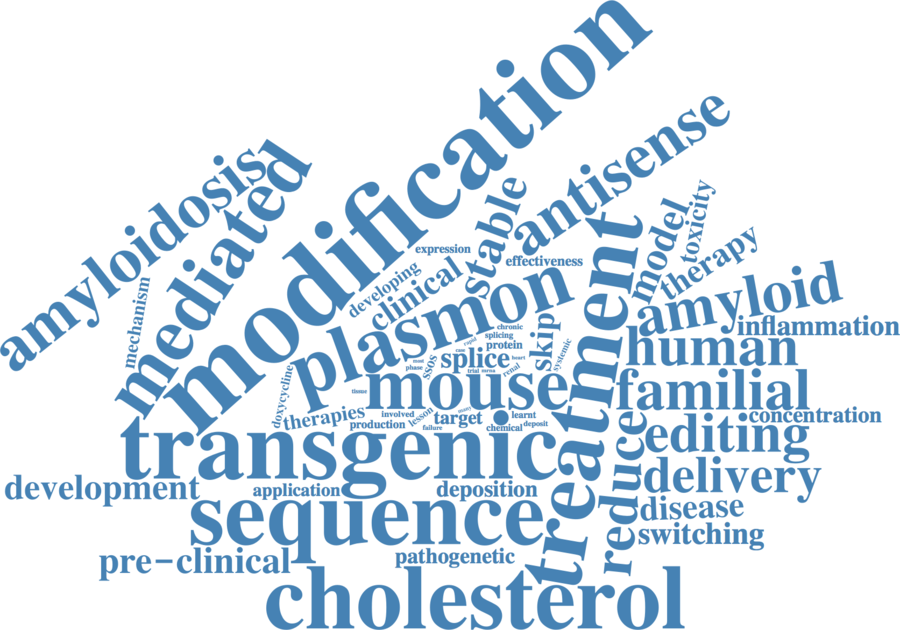 modification
antisense
amyloidosis
mediated
stable
model
toxicity
therapy
expression
effectiveness
developing
clinical
mechanism
plasmon
treatment
amyloid
inflammation
chronic
splicing
rapid
protein
skip
systemic
human
splice
ssos
phase
trial
renal
heart
mouse
familial
doxycycline
tissue
therapies
involved
lesson
many
target
learnt
concentration
production
failure
chemical
deposit
transgenic
reduce
editing
delivery
development
application
deposition
disease
sequence
switching
pre-clinical
pathogenetic
cholesterol